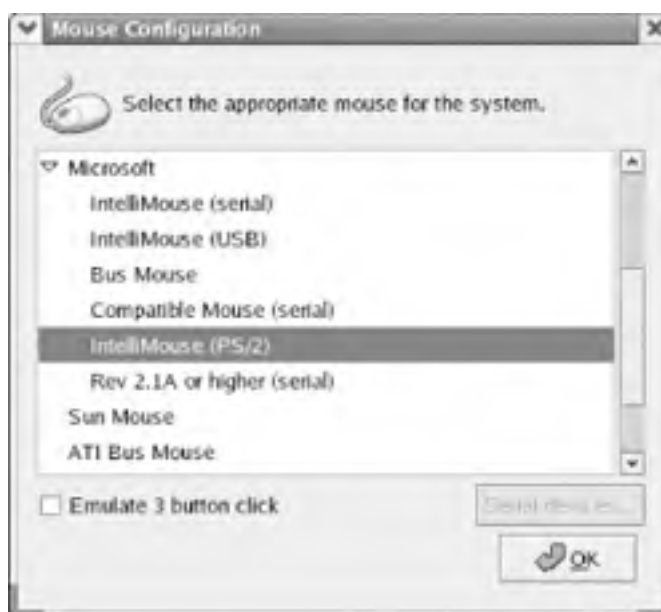 Mouse Configuration
Select the appropriate mouse for the system.
Microsoft
IntelliMouse (serial)
IntelliMouse (USB)
Bus Mouse
Compatible Mouse (serial)
IntelliMouse (PS/2)
Rev 2.1A or higher (serial)
Sun Mouse
ATI Bus Mouse
Emulate 3 button click
Serial devices...
OK